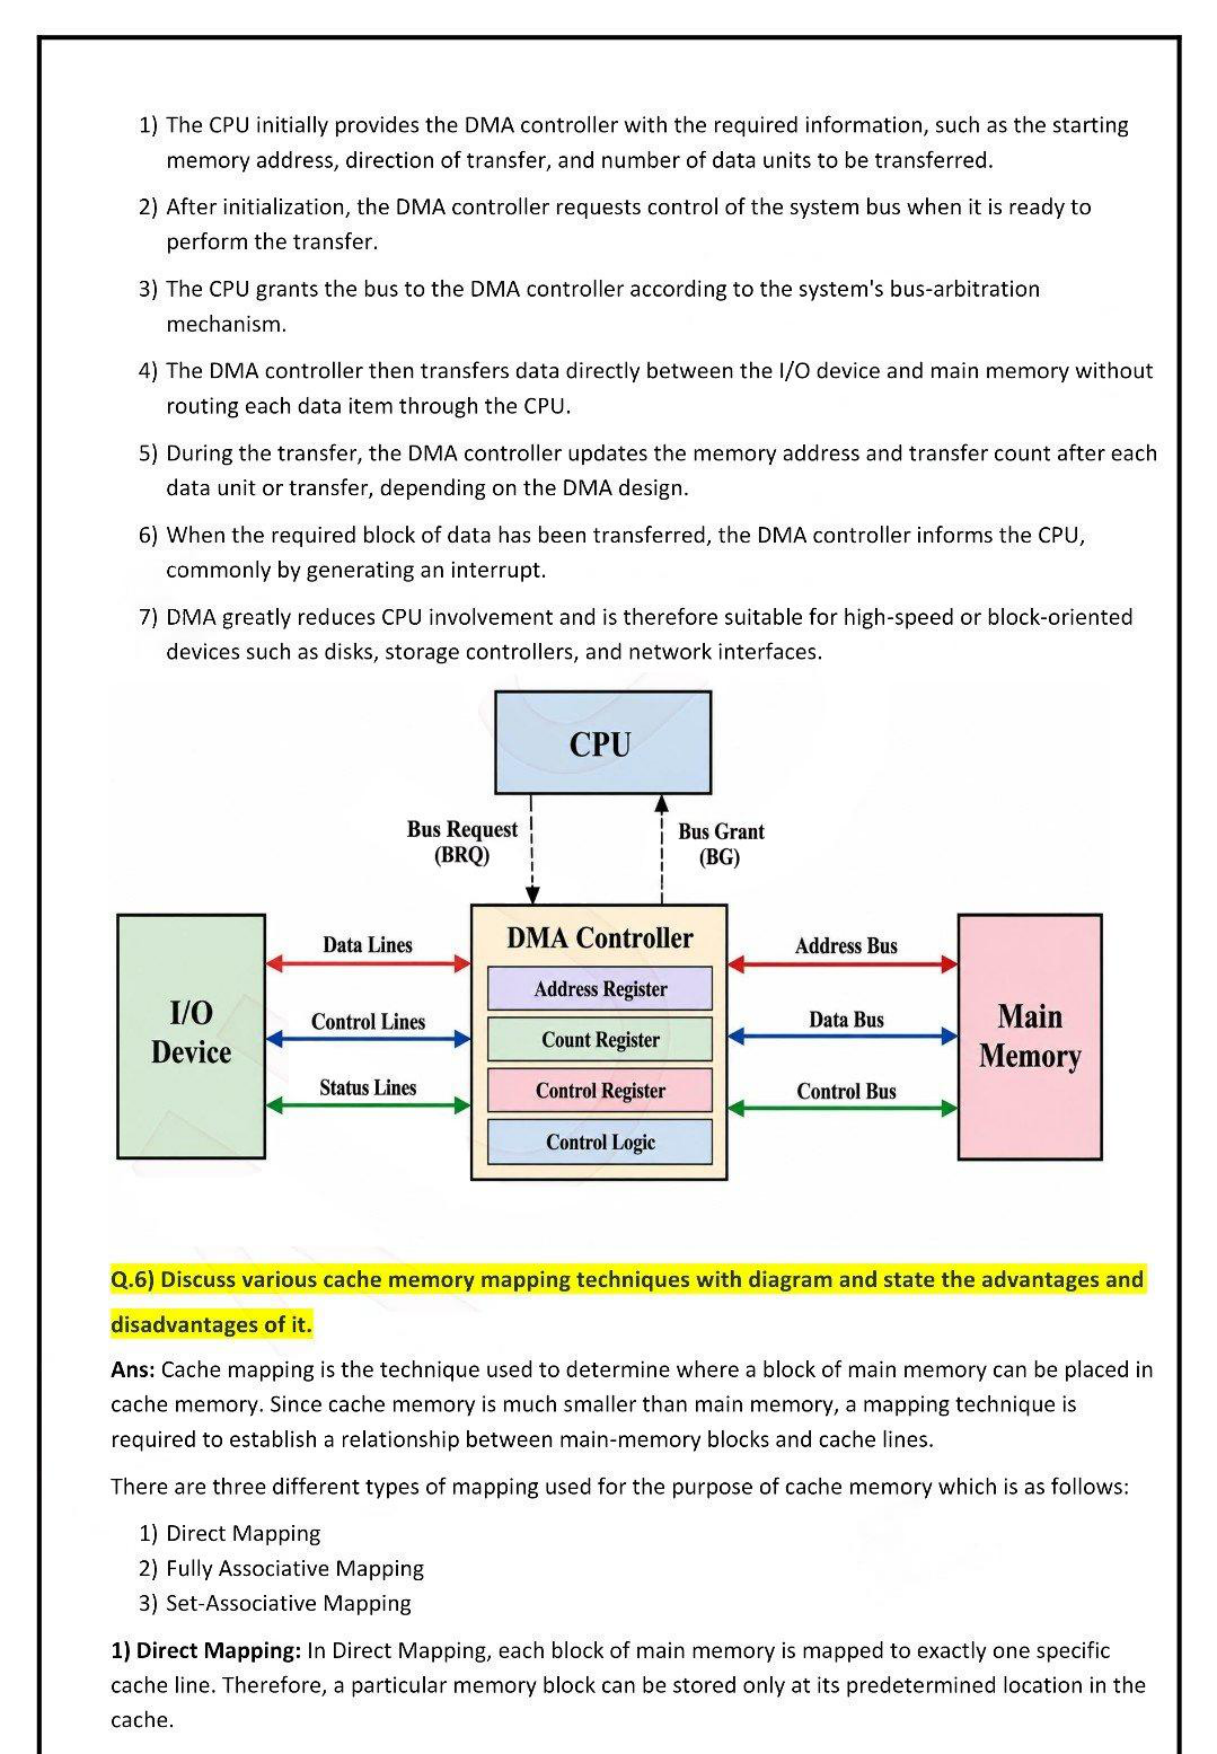 1) The CPU initially provides the DMA controller with the required information, such as the starting
memory address, direction of transfer, and number of data units to be transferred.
2) After initialization, the DMA controller requests control of the system bus when it is ready to
perform the transfer.
3) The CPU grants the bus to the DMA controller according to the system's bus-arbitration
mechanism.
4) The DMA controller then transfers data directly between the I/O device and main memory without
routing each data item through the CPU.
5) During the transfer, the DMA controller updates the memory address and transfer count after each
data unit or transfer, depending on the DMA design.
6) When the required block of data has been transferred, the DMA controller informs the CPU,
commonly by generating an interrupt.
7) DMA greatly reduces CPU involvement and is therefore suitable for high-speed or block-oriented
devices such as disks, storage controllers, and network interfaces.
CPU
Bus Request
(BRQ)
Bus Grant
(BG)
I/O
Device
Data Lines
Control Lines
Status Lines
DMA Controller
Address Register
Count Register
Control Register
Control Logic
Address Bus
Data Bus
Control Bus
Main
Memory
Q.6) Discuss various cache memory mapping techniques with diagram and state the advantages and
disadvantages of it.
Ans: Cache mapping is the technique used to determine where a block of main memory can be placed in
cache memory. Since cache memory is much smaller than main memory, a mapping technique is
required to establish a relationship between main-memory blocks and cache lines.
There are three different types of mapping used for the purpose of cache memory which is as follows:
1) Direct Mapping
2) Fully Associative Mapping
3) Set-Associative Mapping
1) Direct Mapping: In Direct Mapping, each block of main memory is mapped to exactly one specific
cache line. Therefore, a particular memory block can be stored only at its predetermined location in the
cache.